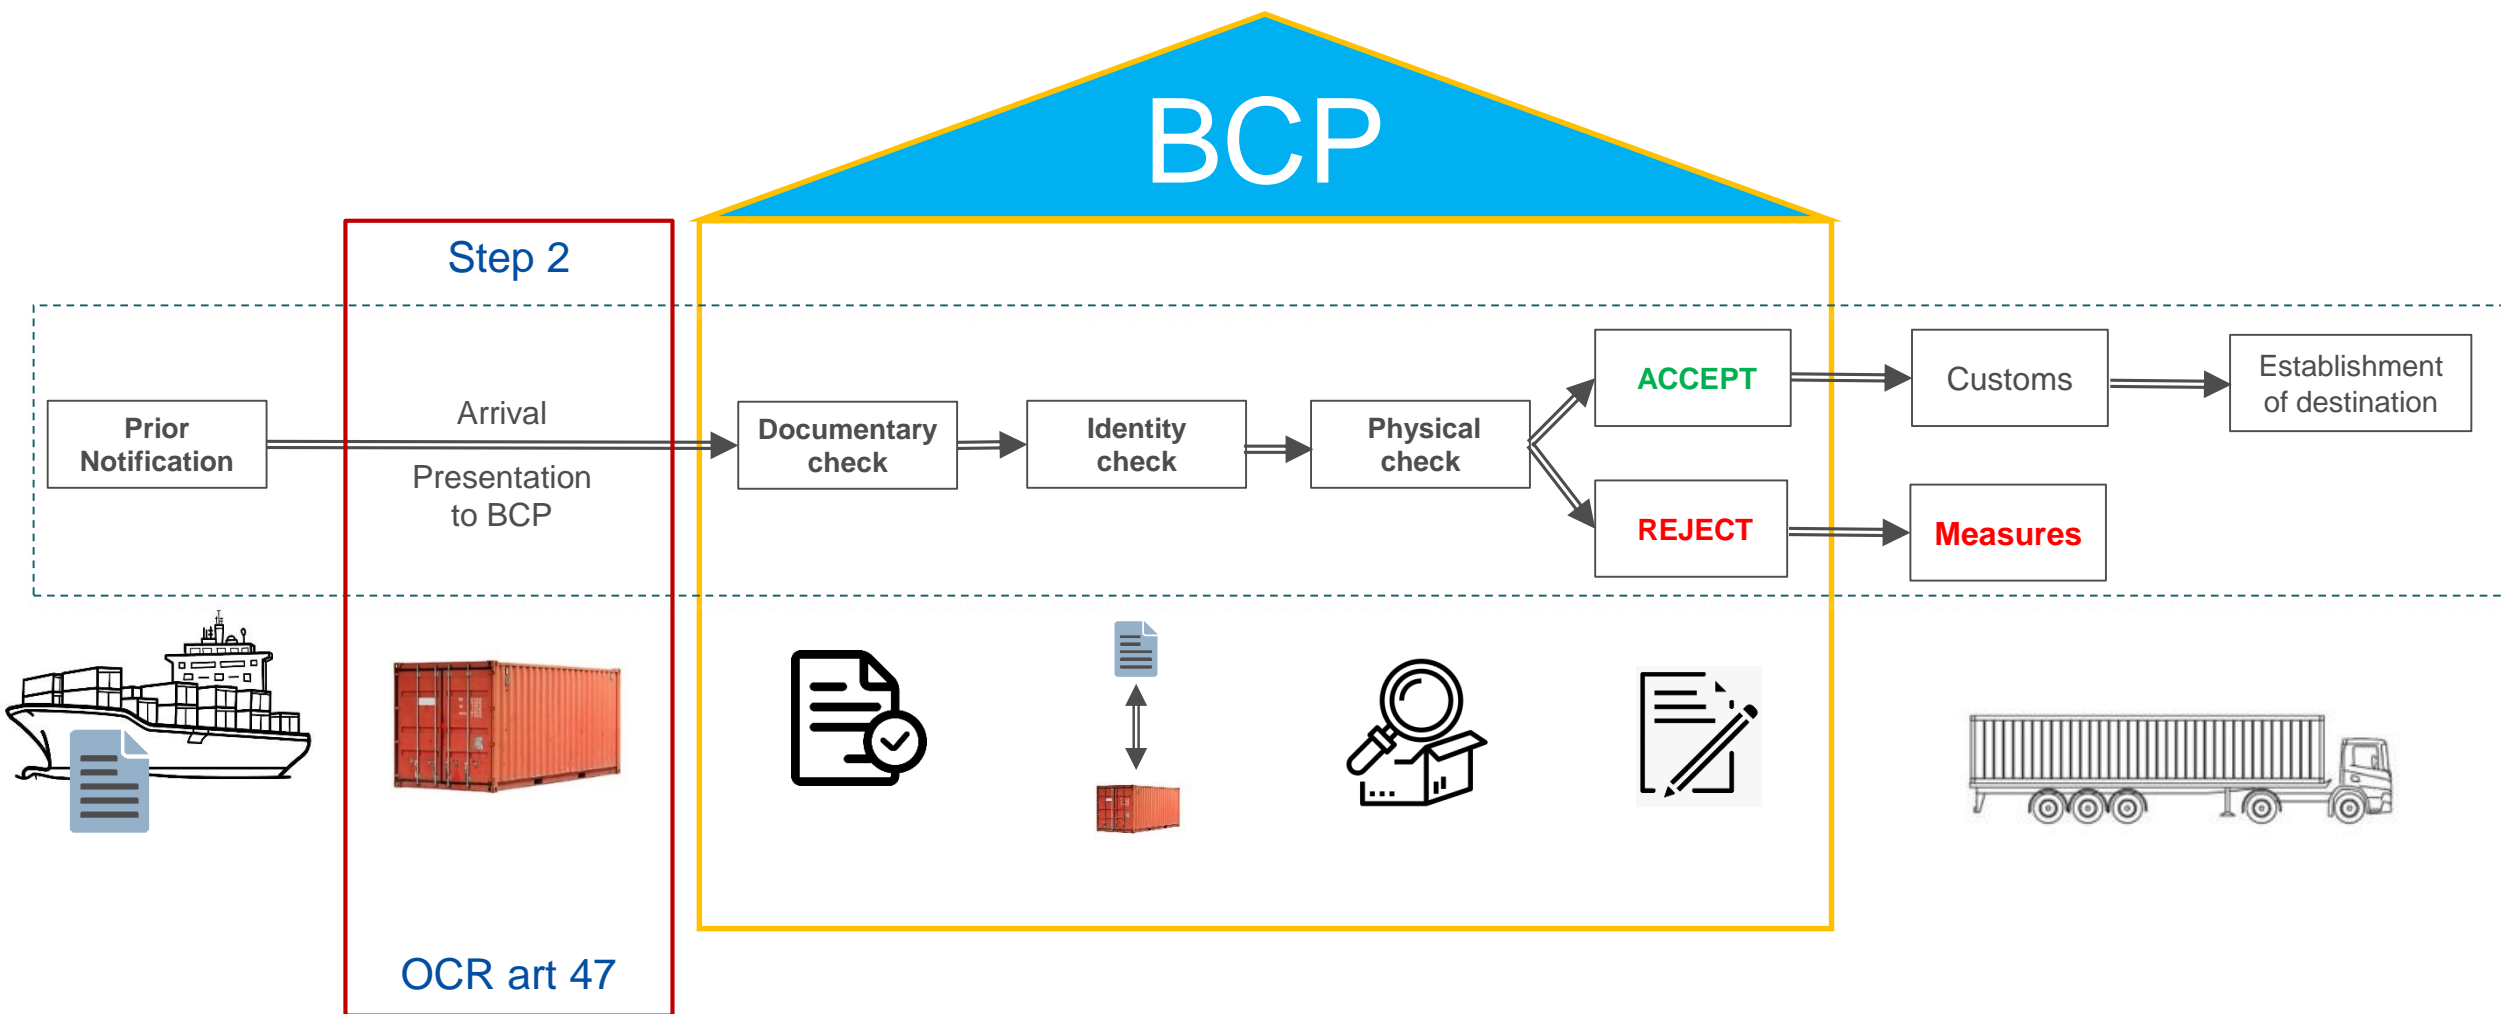 BCP
Step 2
Prior
Notification
Arrival
Presentation
to BCP
Documentary
check
Identity
check
Physical
check
ACCEPT
REJECT
Customs
Measures
Establishment
of destination
OCR art 47